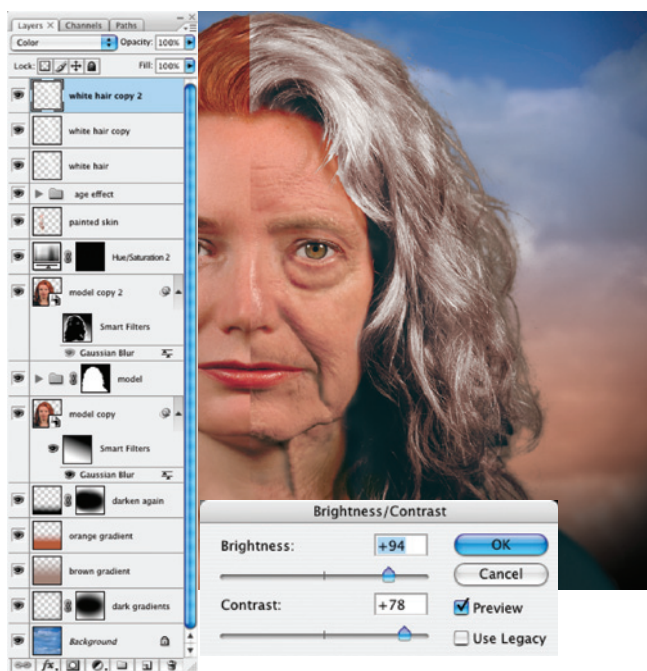 Layers × Channels Paths
Color Opacity: 100%
Lock: Fill: 100%
white hair copy 2
white hair copy
white hair
age effect
painted skin
Hue/Saturation 2
model copy 2
Smart Filters
Gaussian Blur
model
model copy
Smart Filters
Gaussian Blur
darken again
orange gradient
brown gradient
dark gradients
Background
fx.
Brightness/Contrast
Brightness: +94 OK
Cancel
Contrast: +78 Preview
Use Legacy